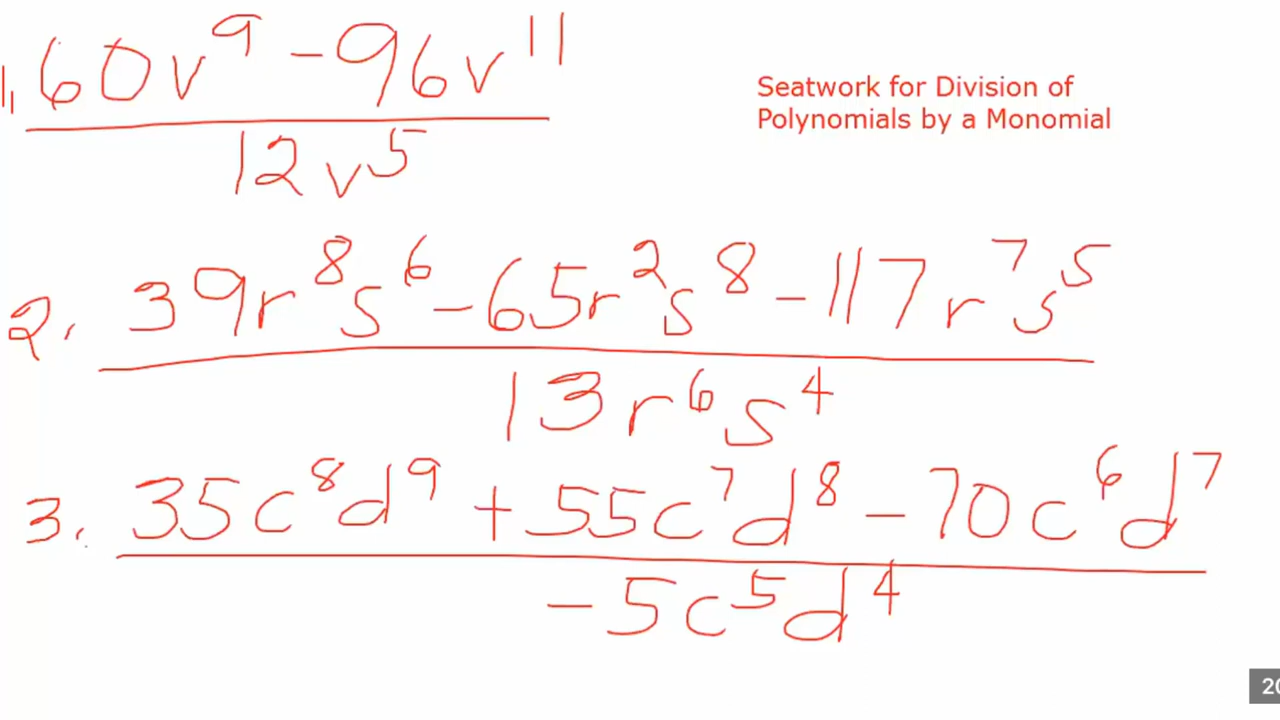 1. 60v⁹ - 96v¹¹
12v⁵
Seatwork for Division of
Polynomials by a Monomial
2. 39r⁸s⁶ - 65r²s⁸ - 117r⁷s⁵
13r⁶s⁴
3. 35c⁸d⁹ + 55c⁷d⁸ - 70c⁶d⁷
-5c⁵d⁴